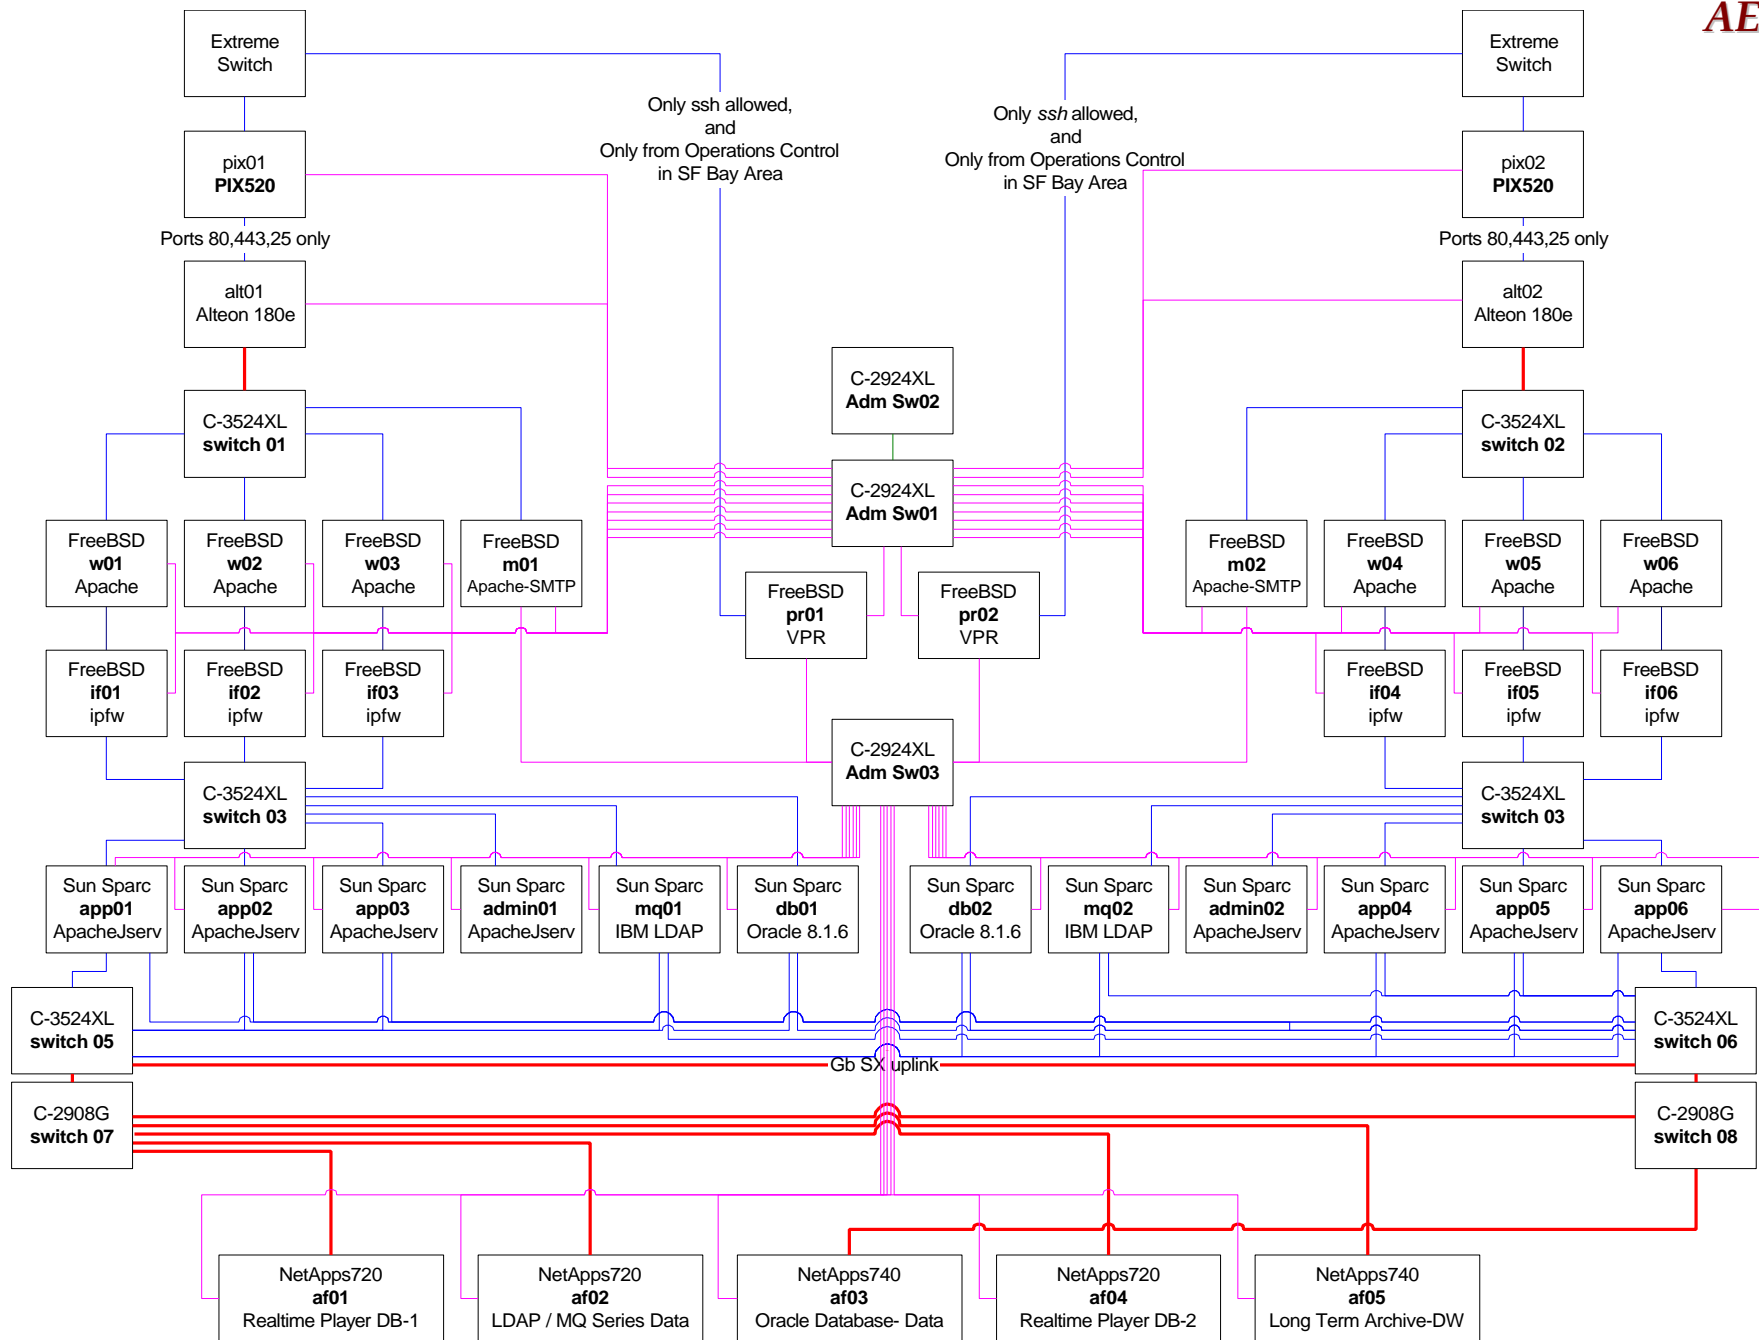 AE
Extreme
Switch
Extreme
Switch
Only ssh allowed,
and
Only from Operations Control
in SF Bay Area
Only ssh allowed,
and
Only from Operations Control
in SF Bay Area
pix01
PIX520
pix02
PIX520
Ports 80,443,25 only
Ports 80,443,25 only
alt01
Alteon 180e
alt02
Alteon 180e
C-2924XL
Adm Sw02
C-3524XL
switch 01
C-3524XL
switch 02
C-2924XL
Adm Sw01
FreeBSD
w01
Apache
FreeBSD
w02
Apache
FreeBSD
w03
Apache
FreeBSD
m01
Apache-SMTP
FreeBSD
m02
Apache-SMTP
FreeBSD
w04
Apache
FreeBSD
w05
Apache
FreeBSD
w06
Apache
FreeBSD
pr01
VPR
FreeBSD
pr02
VPR
FreeBSD
if01
ipfw
FreeBSD
if02
ipfw
FreeBSD
if03
ipfw
FreeBSD
if04
ipfw
FreeBSD
if05
ipfw
FreeBSD
if06
ipfw
C-2924XL
Adm Sw03
C-3524XL
switch 03
C-3524XL
switch 03
Sun Sparc
app01
ApacheJserv
Sun Sparc
app02
ApacheJserv
Sun Sparc
app03
ApacheJserv
Sun Sparc
admin01
ApacheJserv
Sun Sparc
mq01
IBM LDAP
Sun Sparc
db01
Oracle 8.1.6
Sun Sparc
db02
Oracle 8.1.6
Sun Sparc
mq02
IBM LDAP
Sun Sparc
admin02
ApacheJserv
Sun Sparc
app04
ApacheJserv
Sun Sparc
app05
ApacheJserv
Sun Sparc
app06
ApacheJserv
C-3524XL
switch 05
C-3524XL
switch 06
Gb SX uplink
C-2908G
switch 07
C-2908G
switch 08
NetApps720
af01
Realtime Player DB-1
NetApps720
af02
LDAP / MQ Series Data
NetApps740
af03
Oracle Database- Data
NetApps720
af04
Realtime Player DB-2
NetApps740
af05
Long Term Archive-DW